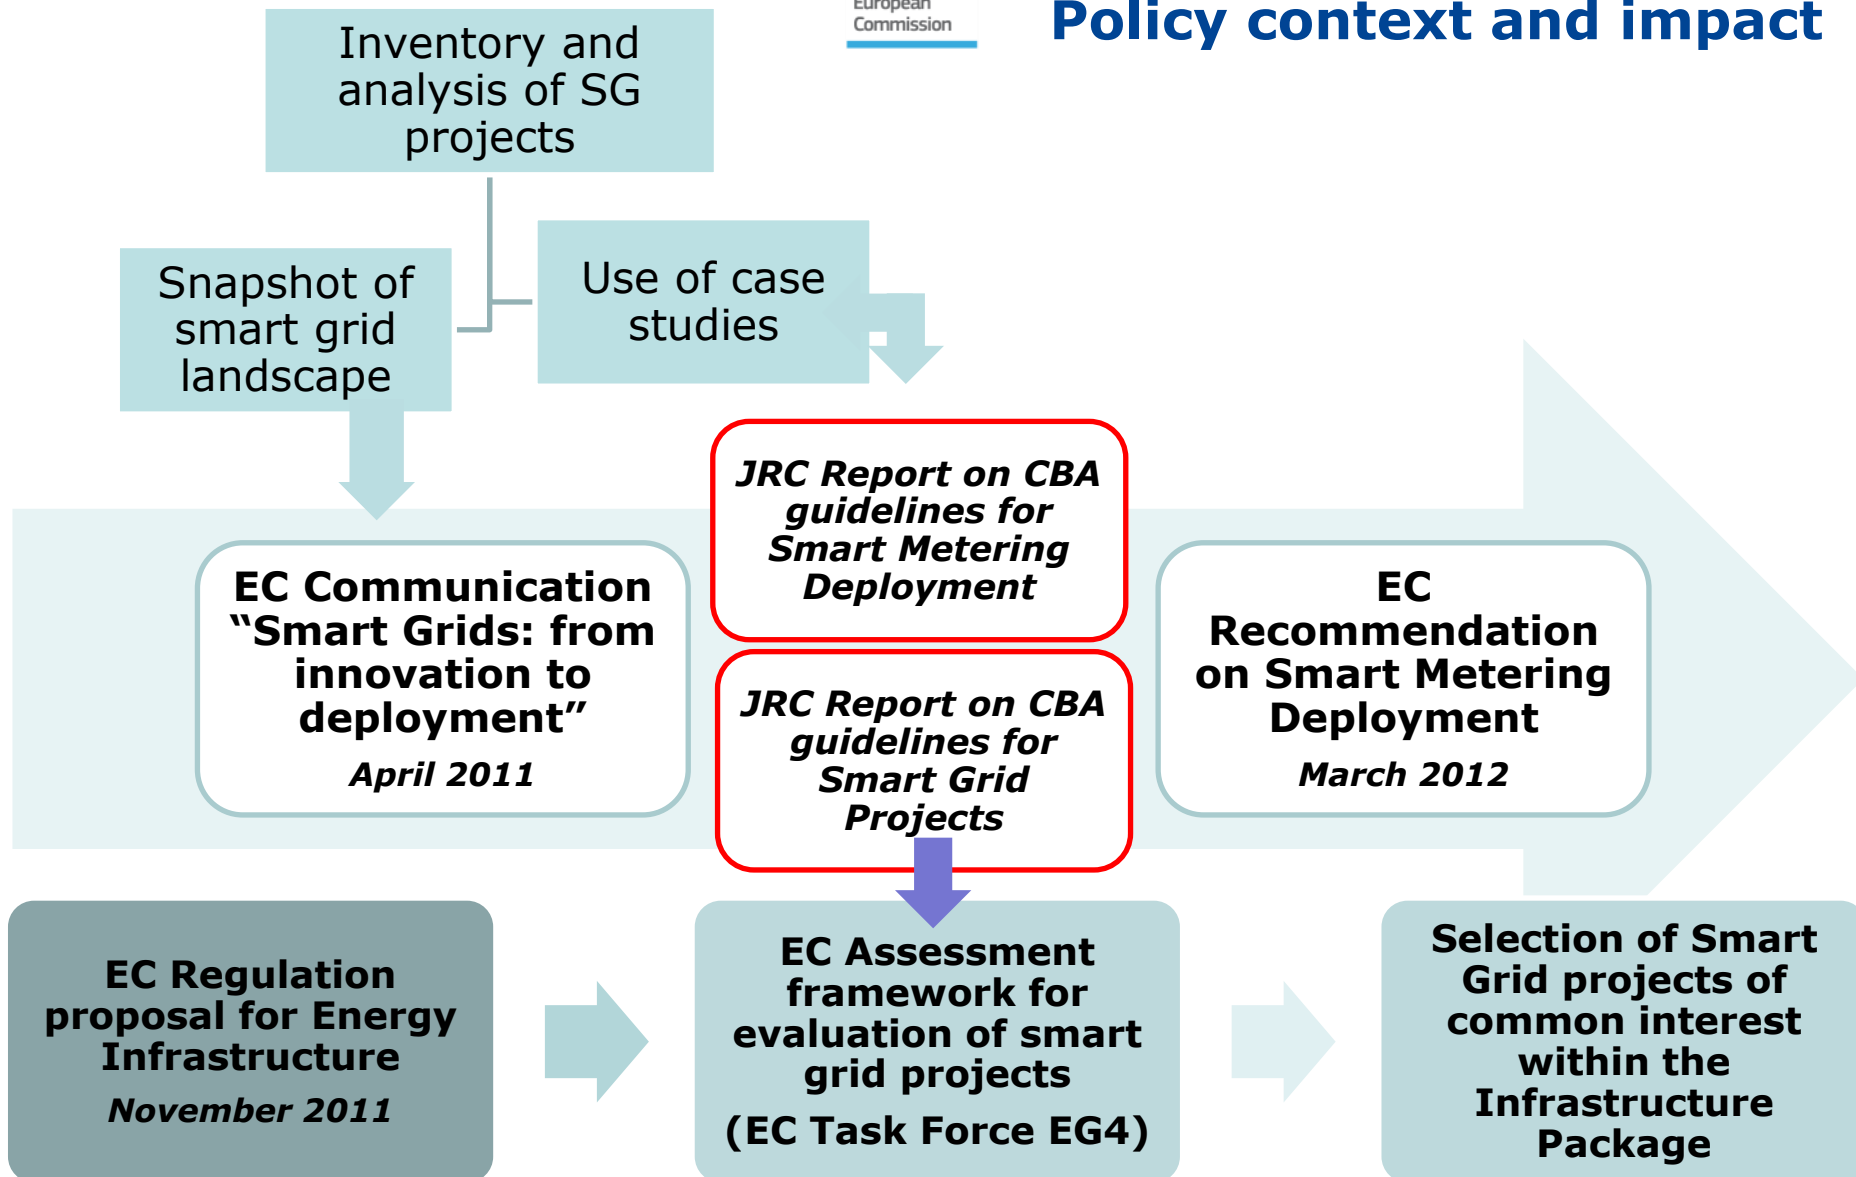 European
Commission
Policy context and impact
Inventory and
analysis of SG
projects
Snapshot of
smart grid
landscape
Use of case
studies
JRC Report on CBA
guidelines for
Smart Metering
Deployment
EC Communication
“Smart Grids: from
innovation to
deployment”
April 2011
JRC Report on CBA
guidelines for
Smart Grid
Projects
EC
Recommendation
on Smart Metering
Deployment
March 2012
EC Regulation
proposal for Energy
Infrastructure
November 2011
EC Assessment
framework for
evaluation of smart
grid projects
(EC Task Force EG4)
Selection of Smart
Grid projects of
common interest
within the
Infrastructure
Package